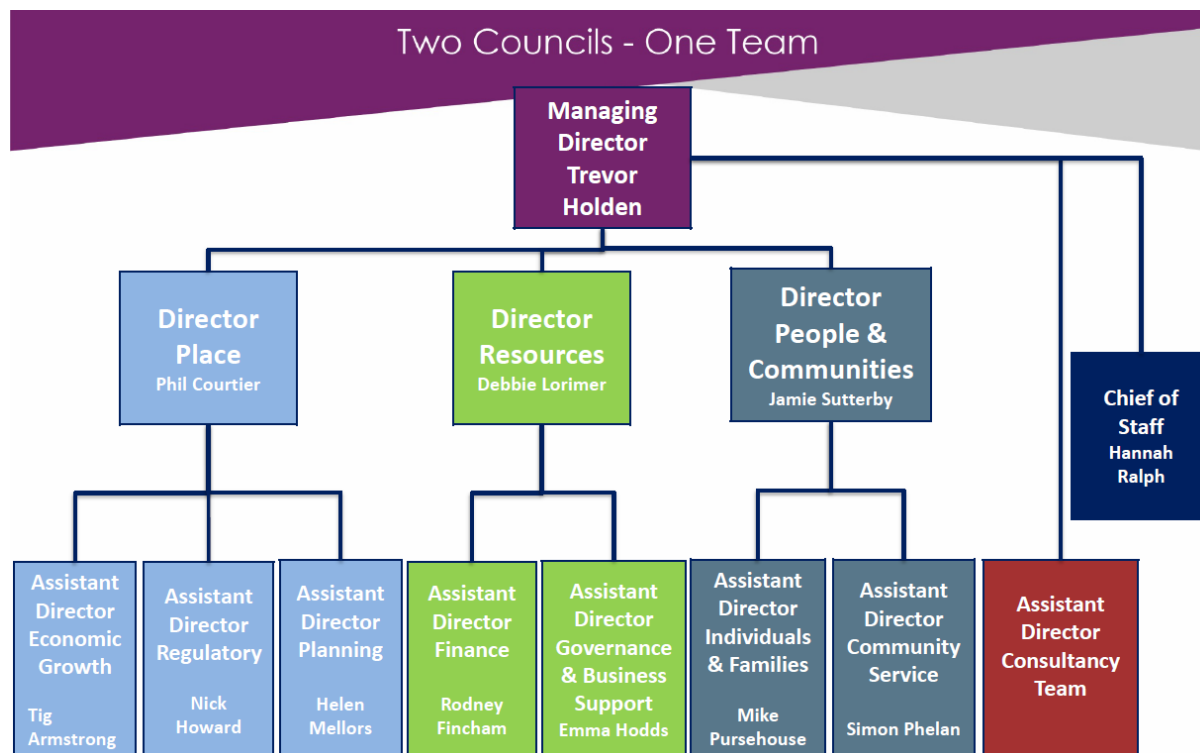 Two Councils - One Team
Managing
Director
Trevor
Holden
Director
Place
Phil Courtier
Director
Resources
Debbie Lorimer
Director
People &
Communities
Jamie Sutterby
Chief of
Staff
Hannah
Ralph
Assistant
Director
Economic
Growth
Tig
Armstrong
Assistant
Director
Regulatory
Nick
Howard
Assistant
Director
Planning
Helen
Mellors
Assistant
Director
Finance
Rodney
Fincham
Assistant
Director
Governance
& Business
Support
Emma Hodds
Assistant
Director
Individuals
& Families
Mike
Pursehouse
Assistant
Director
Community
Service
Simon Phelan
Assistant
Director
Consultancy
Team